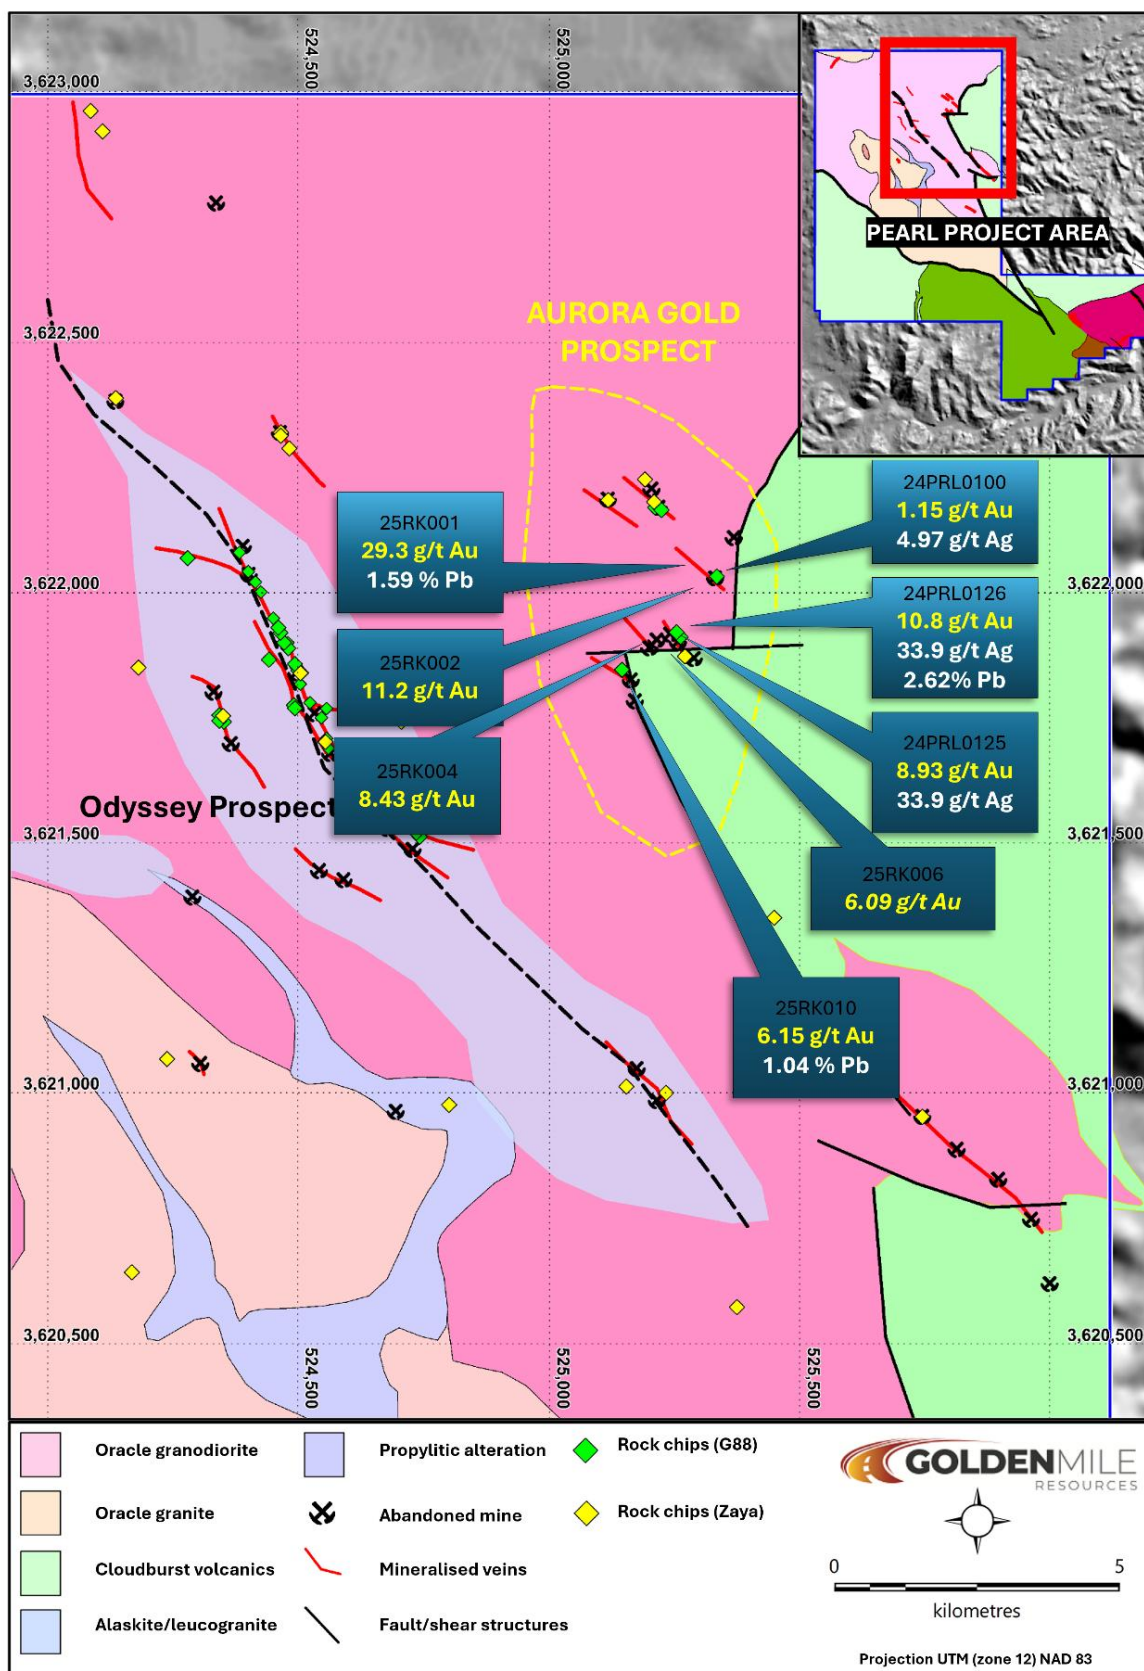 524,500
525,000
3,623,000
PEARL PROJECT AREA
AURORA GOLD
PROSPECT
3,622,500
25RK001
29.3 g/t Au
1.59 % Pb
24PRL0100
1.15 g/t Au
4.97 g/t Ag
3,622,000
3,622,000
24PRL0126
10.8 g/t Au
33.9 g/t Ag
2.62% Pb
25RK002
11.2 g/t Au
24PRL0125
8.93 g/t Au
33.9 g/t Ag
25RK004
8.43 g/t Au
Odyssey Prospect
3,621,500
3,621,500
25RK006
6.09 g/t Au
25RK010
6.15 g/t Au
1.04 % Pb
3,621,000
3,621,000
3,620,500
3,620,500
524,500
525,000
525,500
Oracle granodiorite
Propylitic alteration
Rock chips (G88)
GOLDENMILE
RESOURCES
Oracle granite
Abandoned mine
Rock chips (Zaya)
Cloudburst volcanics
Mineralised veins
0
5
kilometres
Alaskite/leucogranite
Fault/shear structures
Projection UTM (zone 12) NAD 83